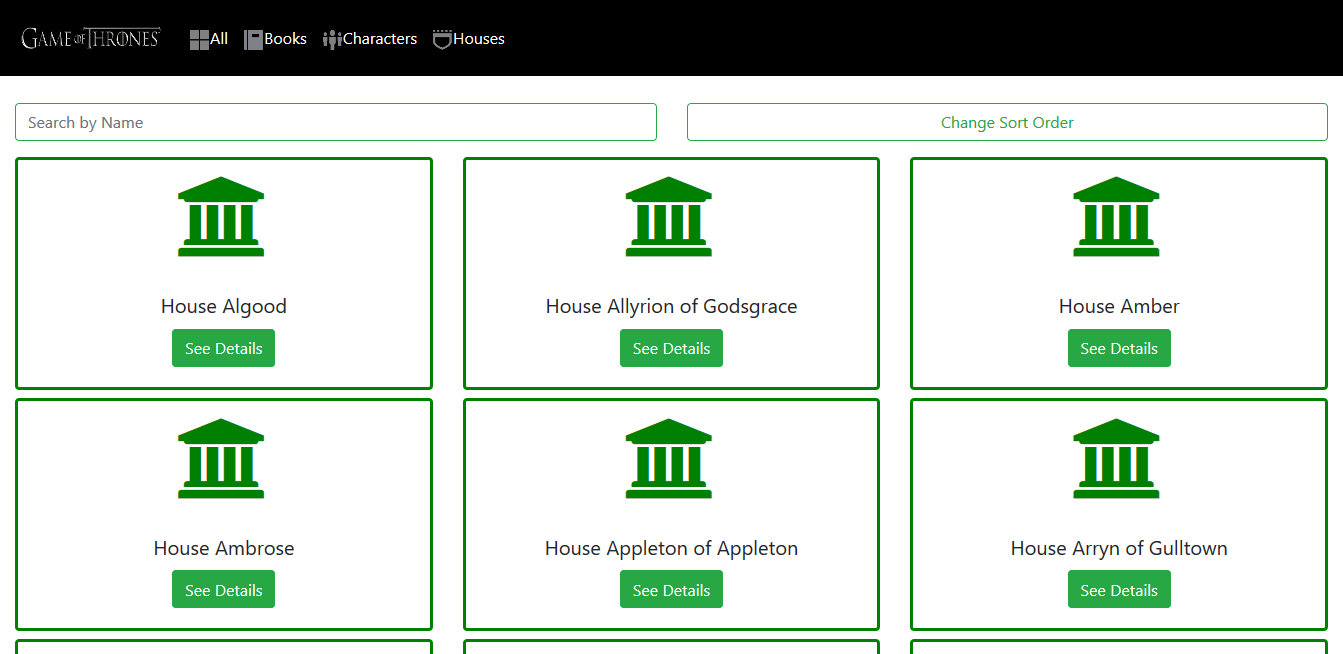 GAME OF THRONES All Books Characters Houses
Search by Name Change Sort Order
House Algood House Allyrion of Godsgrace House Amber
See Details See Details See Details
House Ambrose House Appleton of Appleton House Arryn of Gulltown
See Details See Details See Details